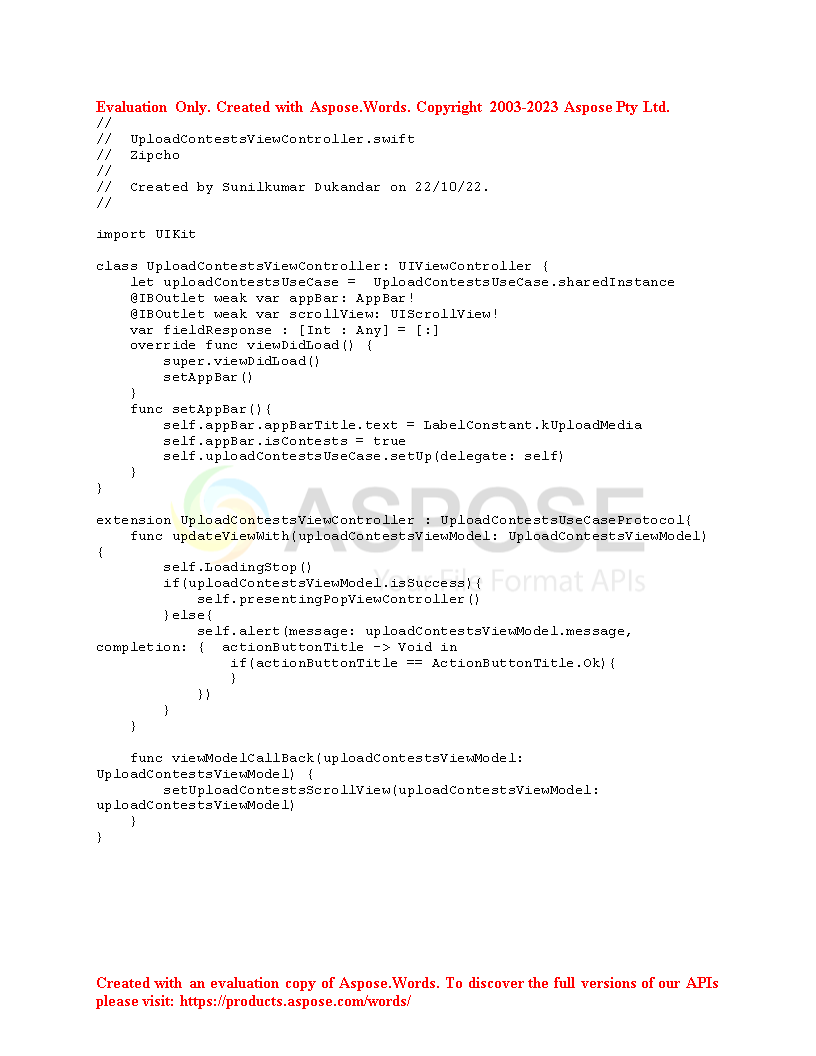 Evaluation Only. Created with Aspose.Words. Copyright 2003-2023 Aspose Pty Ltd.
//
//  UploadContestsViewController.swift
//  Zipcho
//
//  Created by Sunilkumar Dukandar on 22/10/22.
//
import UIKit
class UploadContestsViewController: UIViewController {
    let uploadContestsUseCase =  UploadContestsUseCase.sharedInstance
    @IBOutlet weak var appBar: AppBar!
    @IBOutlet weak var scrollView: UIScrollView!
    var fieldResponse : [Int : Any] = [:]
    override func viewDidLoad() {
        super.viewDidLoad()
        setAppBar()
    }
    func setAppBar(){
        self.appBar.appBarTitle.text = LabelConstant.kUploadMedia
        self.appBar.isContests = true
        self.uploadContestsUseCase.setUp(delegate: self)
    }
}
ASPOSE
extension UploadContestsViewController : UploadContestsUseCaseProtocol{
    func updateViewWith(uploadContestsViewModel: UploadContestsViewModel)
{
        self.LoadingStop()
Your File Format APIs
        if(uploadContestsViewModel.isSuccess){
            self.presentingPopViewController()
        }else{
            self.alert(message: uploadContestsViewModel.message,
completion: {  actionButtonTitle -> Void in
                if(actionButtonTitle == ActionButtonTitle.Ok){
                }
            })
        }
    }
    func viewModelCallBack(uploadContestsViewModel:
UploadContestsViewModel) {
        setUploadContestsScrollView(uploadContestsViewModel:
uploadContestsViewModel)
    }
}
Created with an evaluation copy of Aspose.Words. To discover the full versions of our APIs
please visit: https://products.aspose.com/words/